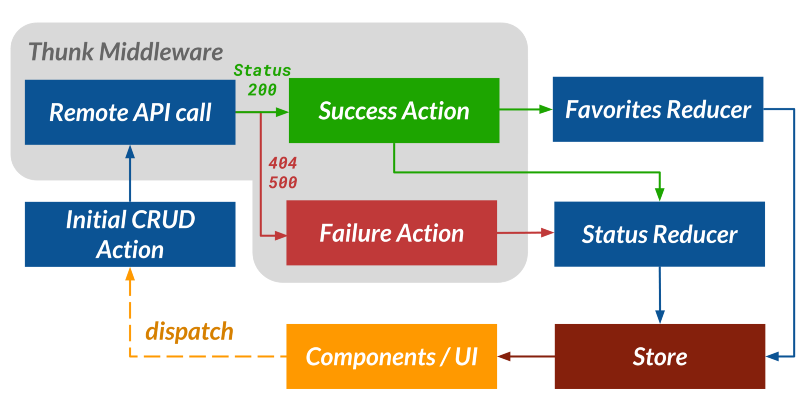 Thunk Middleware
Status
200
Remote API call
Success Action
Favorites Reducer
404
500
Initial CRUD
Action
Failure Action
Status Reducer
dispatch
Components / UI
Store